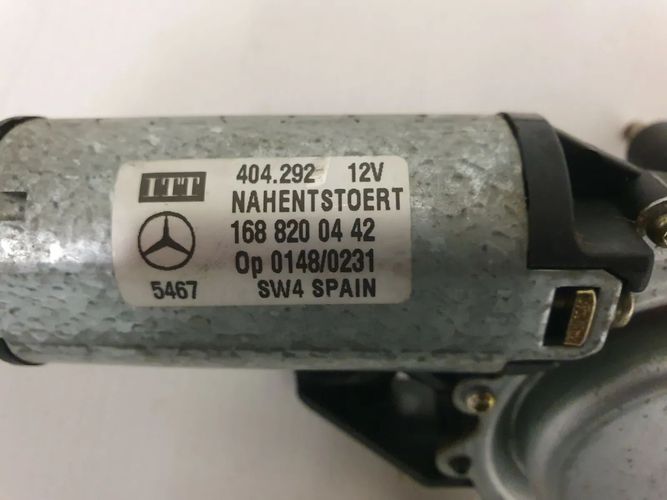 ITT 404.292 12V
NAHENTSTOERT
168 820 04 42
Op 0148/0231
5467 SW4 SPAIN